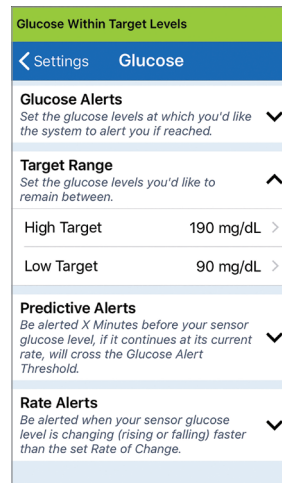 Glucose Within Target Levels
Settings Glucose
Glucose Alerts
Set the glucose levels at which you'd like
the system to alert you if reached.
Target Range
Set the glucose levels you'd like to
remain between.
High Target 190 mg/dL
Low Target 90 mg/dL
Predictive Alerts
Be alerted X Minutes before your sensor
glucose level, if it continues at its current
rate, will cross the Glucose Alert
Threshold.
Rate Alerts
Be alerted when your sensor glucose
level is changing (rising or falling) faster
than the set Rate of Change.